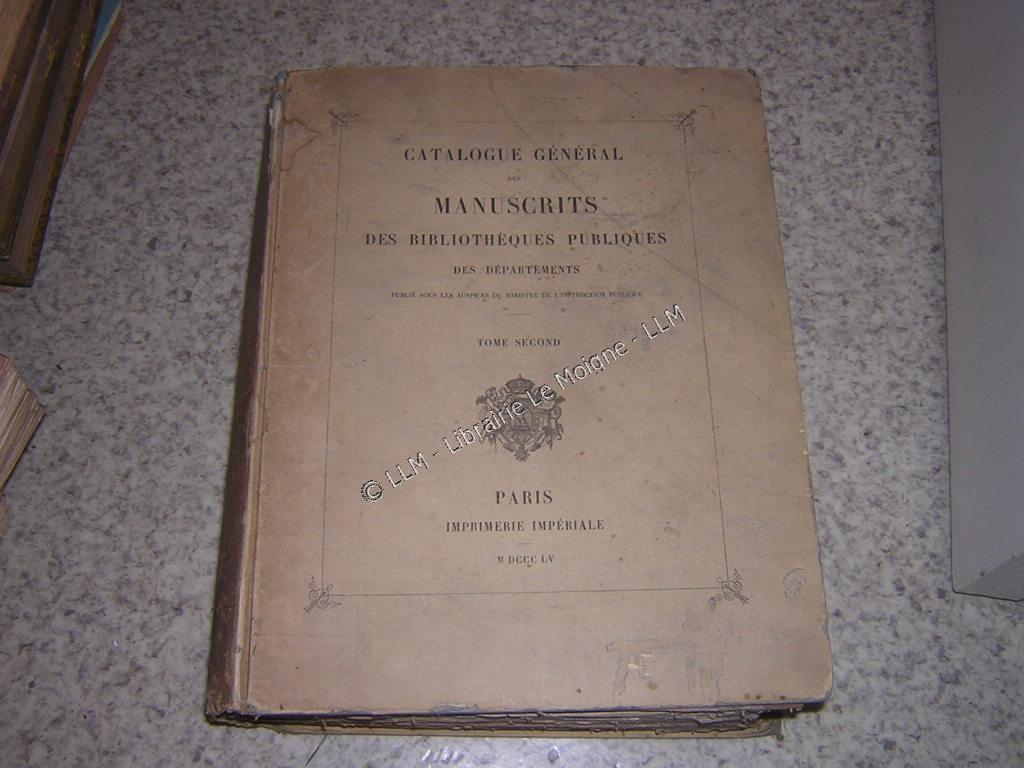 CATALOGUE GÉNÉRAL
DES
MANUSCRITS
DES BIBLIOTHÈQUES PUBLIQUES
DES DÉPARTEMENTS
PUBLIÉ SOUS LES AUSPICES DU MINISTRE DE L'INSTRUCTION PUBLIQUE
TOME SECOND
© LLM - Librairie Le Moigne - LLM
PARIS
IMPRIMERIE IMPÉRIALE
M DCCC LV